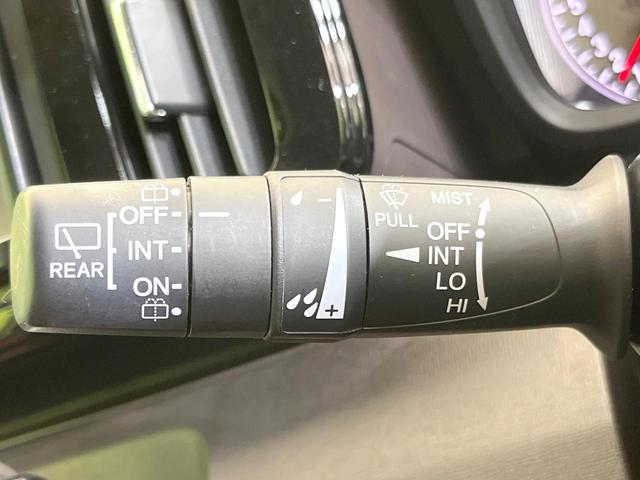 OFF
INT
ON
REAR
-
+
PULL
MIST
OFF
INT
LO
HI